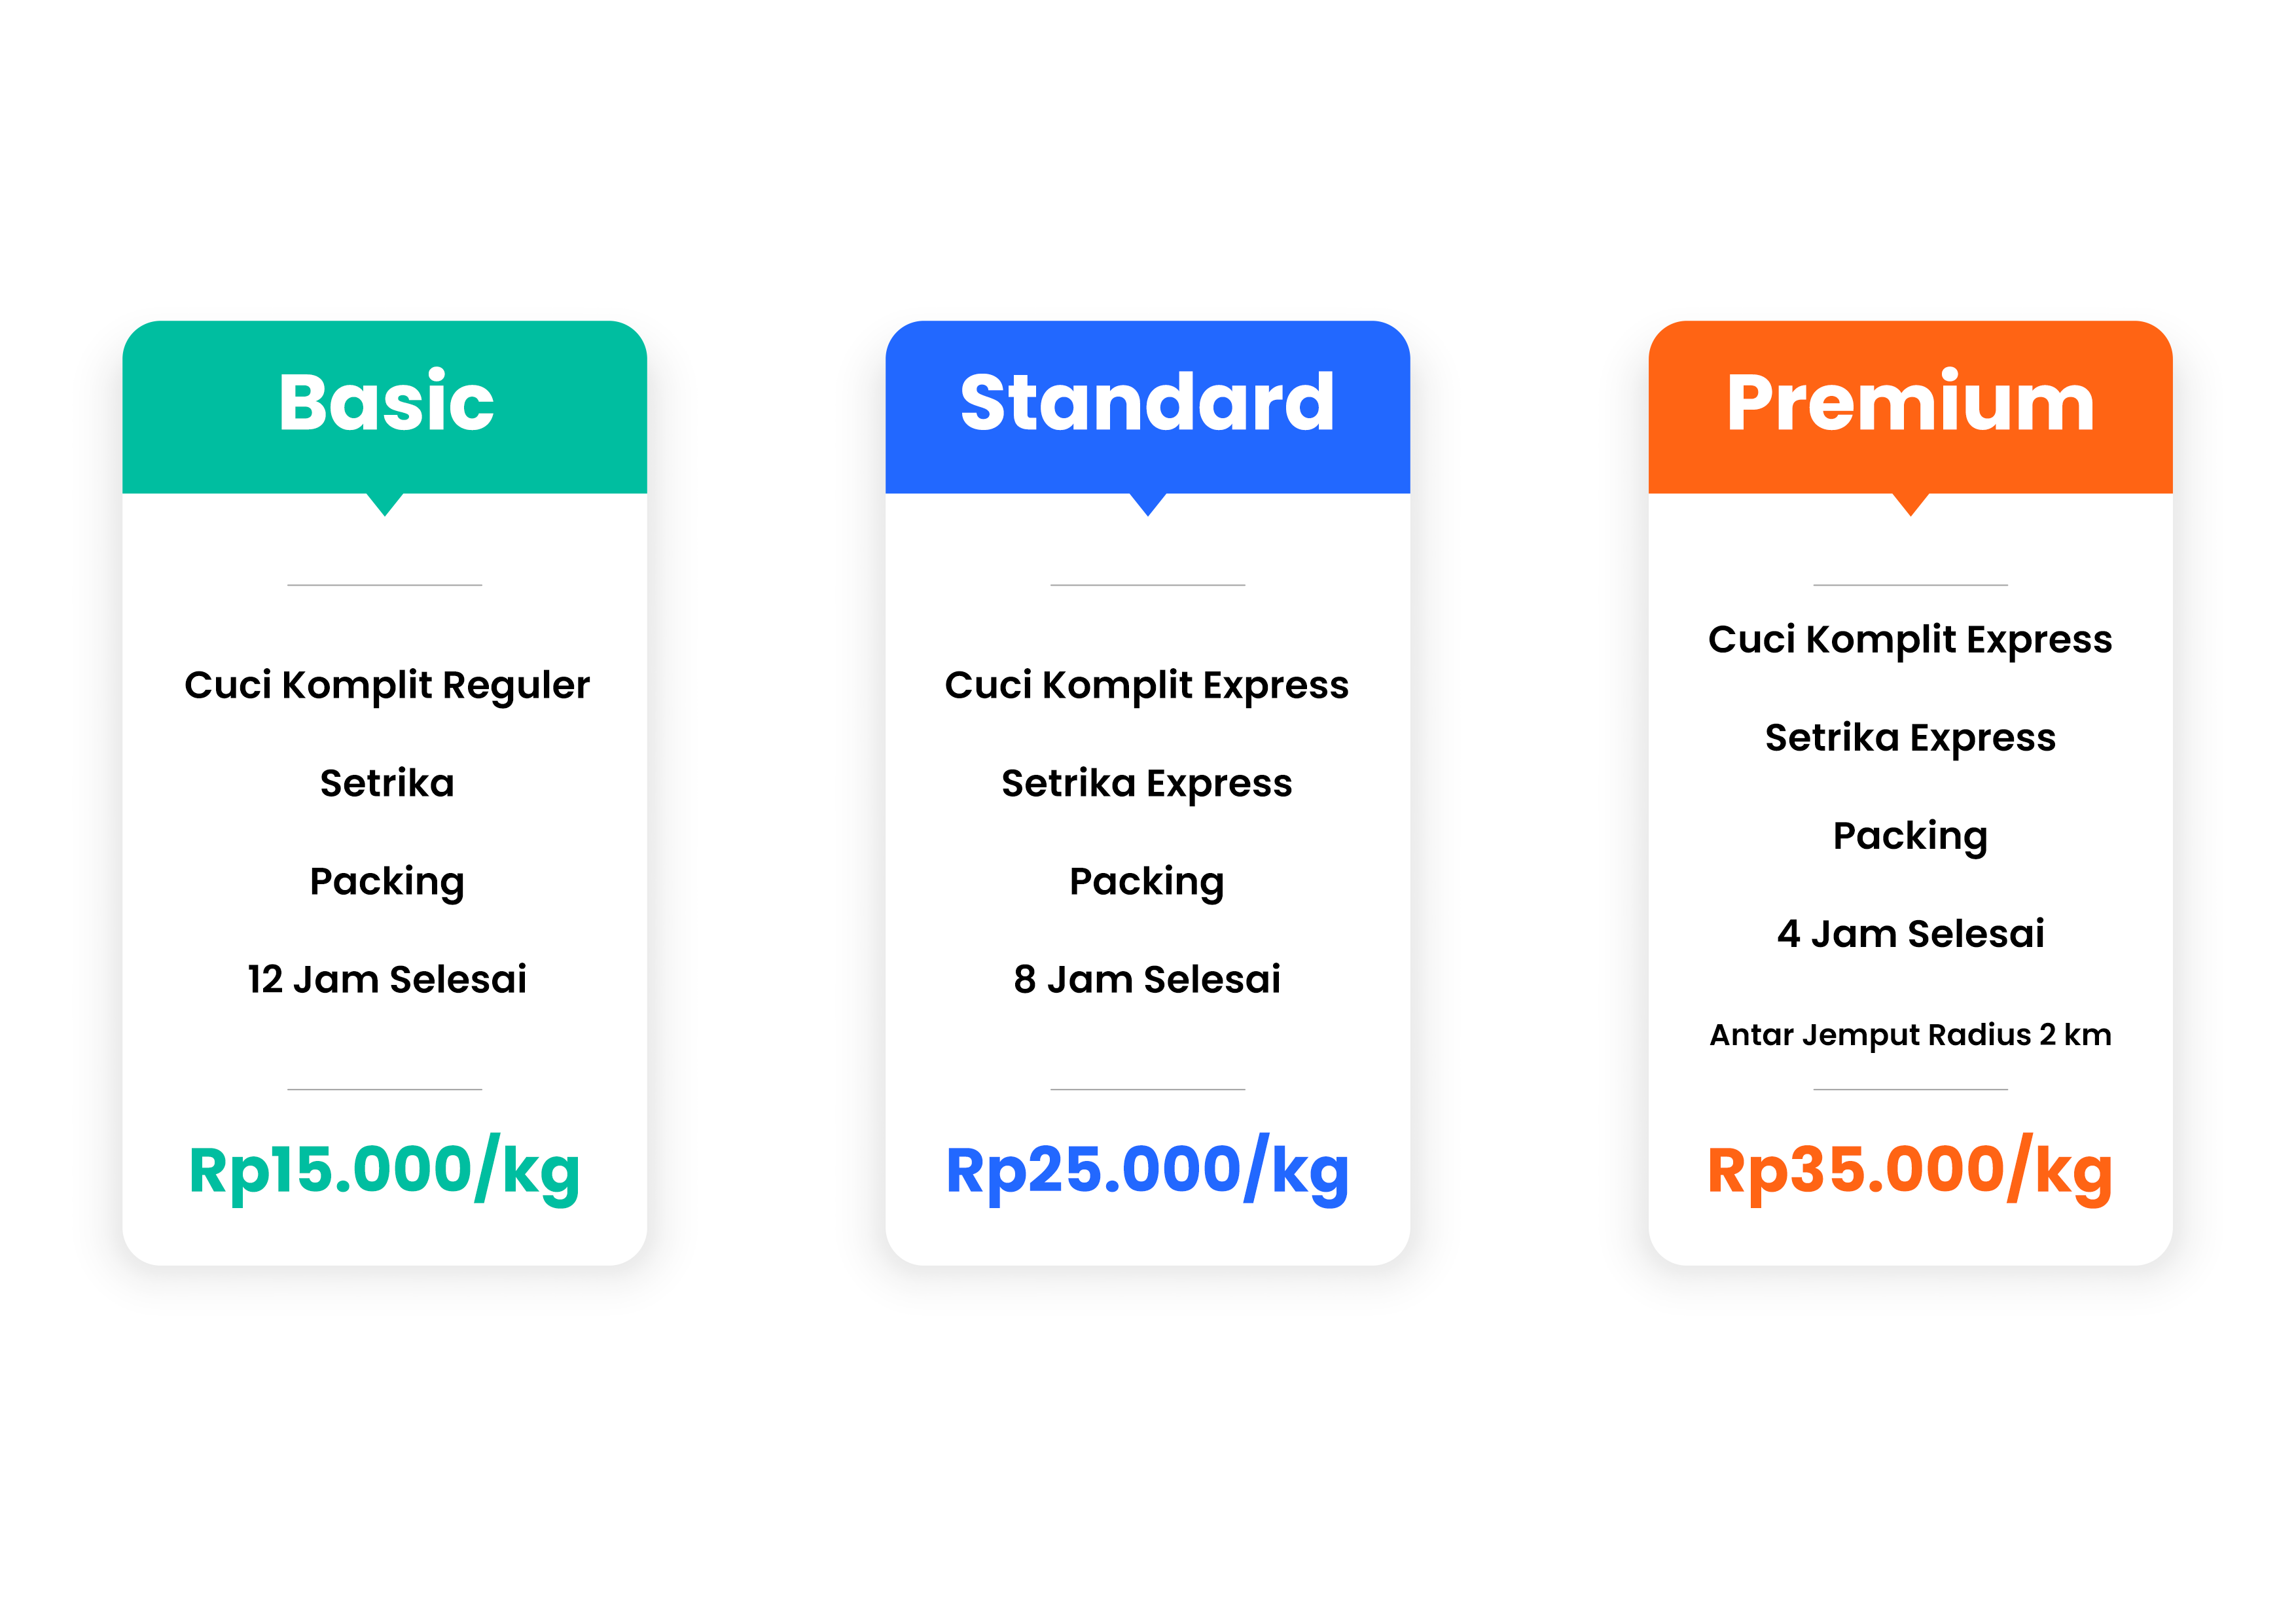 Basic
Cuci Komplit Reguler
Setrika
Packing
12 Jam Selesai
Rp15.000/kg
Standard
Cuci Komplit Express
Setrika Express
Packing
8 Jam Selesai
Rp25.000/kg
Premium
Cuci Komplit Express
Setrika Express
Packing
4 Jam Selesai
Antar Jemput Radius 2 km
Rp35.000/kg